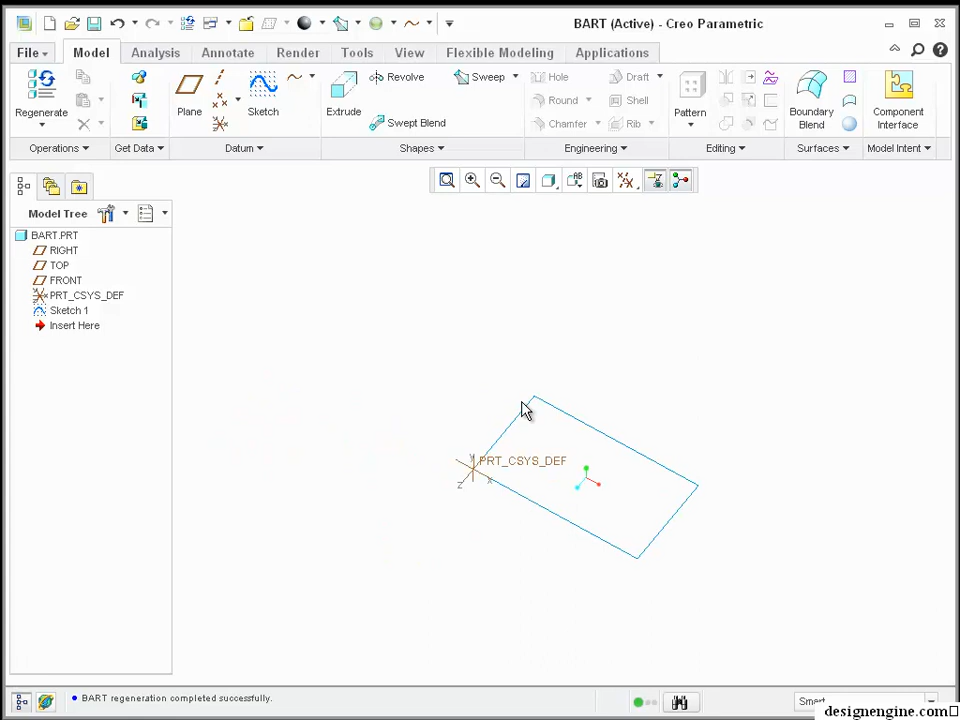 BART (Active) - Creo Parametric
File Model Analysis Annotate Render Tools View Flexible Modeling Applications
Regenerate
Plane
Sketch
Extrude
Revolve
Swept Blend
Sweep
Hole
Round
Chamfer
Draft
Shell
Rib
Pattern
Boundary
Blend
Component
Interface
Operations Get Data Datum Shapes Engineering Editing Surfaces Model Intent
Model Tree
BART.PRT
RIGHT
TOP
FRONT
PRT_CSYS_DEF
Sketch 1
Insert Here
y
PRT_CSYS_DEF
x
z
BART regeneration completed successfully.
Smart
designengine.com